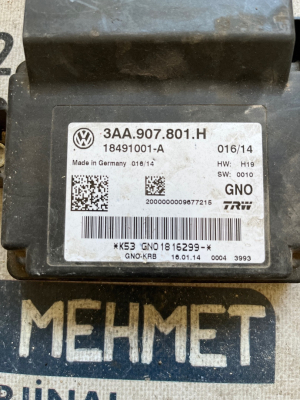 3AA.907.801.H
18491001-A 016/14
Made in Germany 016/14 HW: H19
SW: 0010
GNO
2000000009677215 TRW
*K53 GNO1816299-*
GNO-KRB 16.01.14 0004 3993
MEHMET